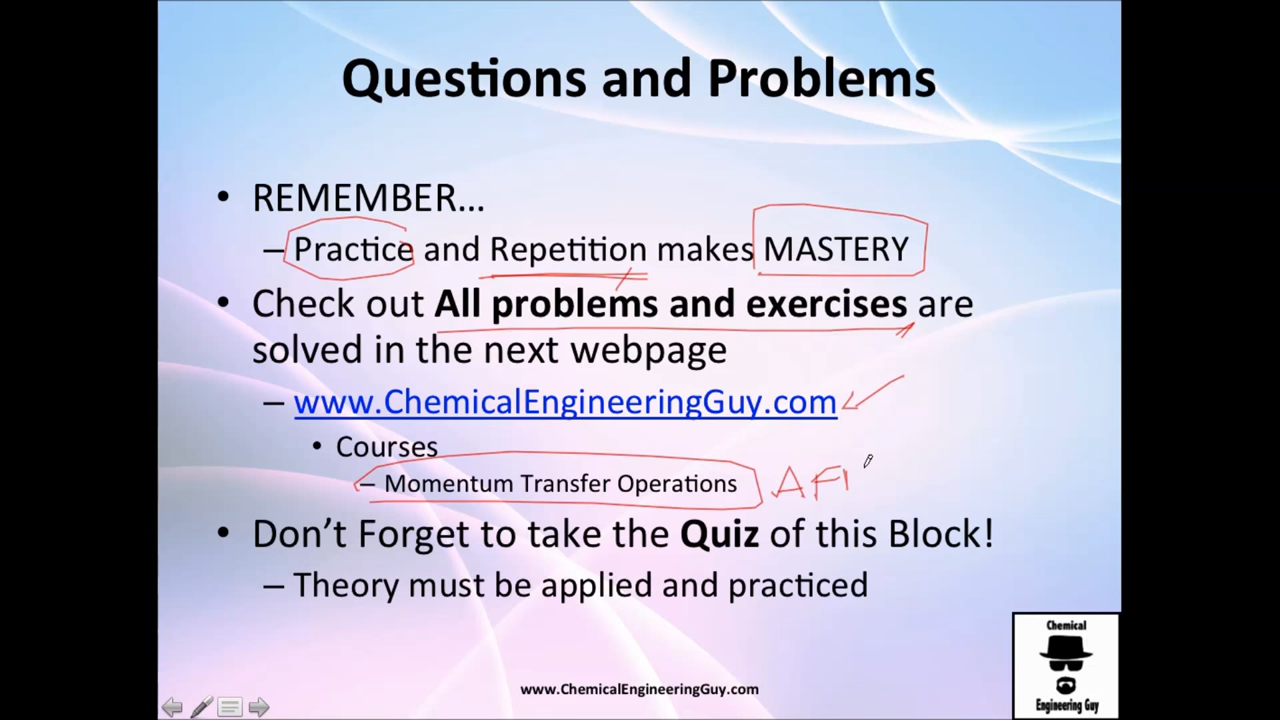 Questions and Problems
• REMEMBER...
– Practice and Repetition makes MASTERY
• Check out All problems and exercises are
solved in the next webpage
– www.ChemicalEngineeringGuy.com
• Courses
– Momentum Transfer Operations
AFI
• Don't Forget to take the Quiz of this Block!
– Theory must be applied and practiced
Chemical
Engineering Guy
www.ChemicalEngineeringGuy.com